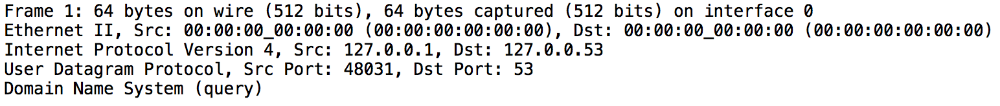 Frame 1: 64 bytes on wire (512 bits), 64 bytes captured (512 bits) on interface 0
Ethernet II, Src: 00:00:00_00:00:00 (00:00:00:00:00:00), Dst: 00:00:00_00:00:00 (00:00:00:00:00:00)
Internet Protocol Version 4, Src: 127.0.0.1, Dst: 127.0.0.53
User Datagram Protocol, Src Port: 48031, Dst Port: 53
Domain Name System (query)